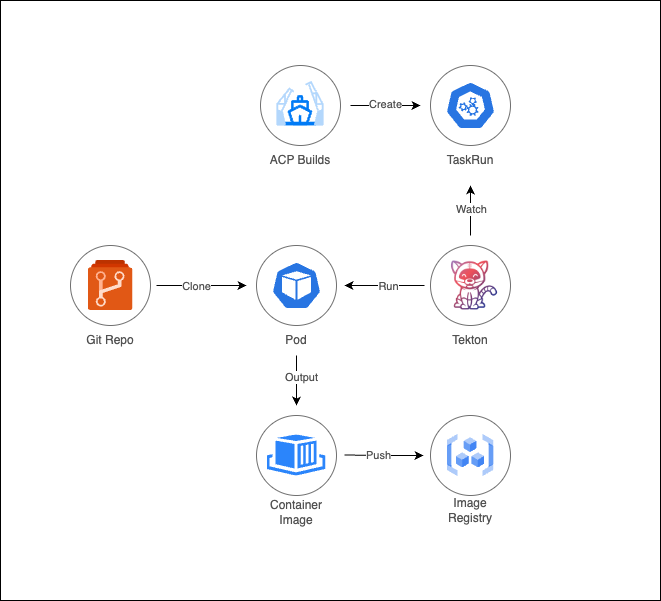 Create
ACP Builds
TaskRun
Watch
Clone
Run
Git Repo
Pod
Tekton
Output
Push
Container
Image
Image
Registry